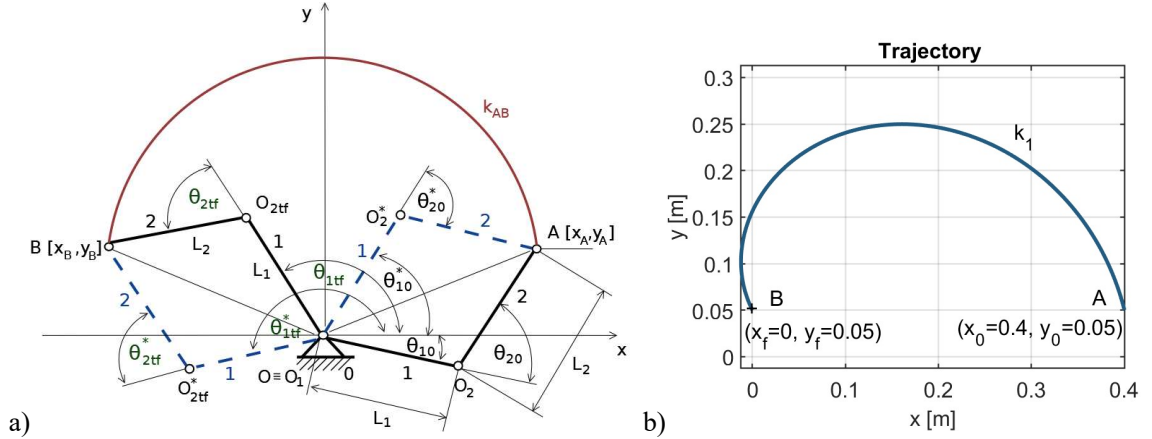 y
k_AB
θ_2tf
O_2tf
2
1
B [x_B, y_B]
L_2
L_1
θ_1tf
θ*_1tf
O*_2
θ*_20
2
1
θ*_10
A [x_A,y_A]
2
θ*_2tf
O*_2tf
1
O≡O_1
0
1
θ_10
O_2
θ_20
2
L_2
L_1
x
a)
Trajectory
0.3
0.25
0.2
0.15
0.1
0.05
0
y [m]
k_1
B
(x_f=0, y_f=0.05)
A
(x_0=0.4, y_0=0.05)
0 0.1 0.2 0.3 0.4
x [m]
b)